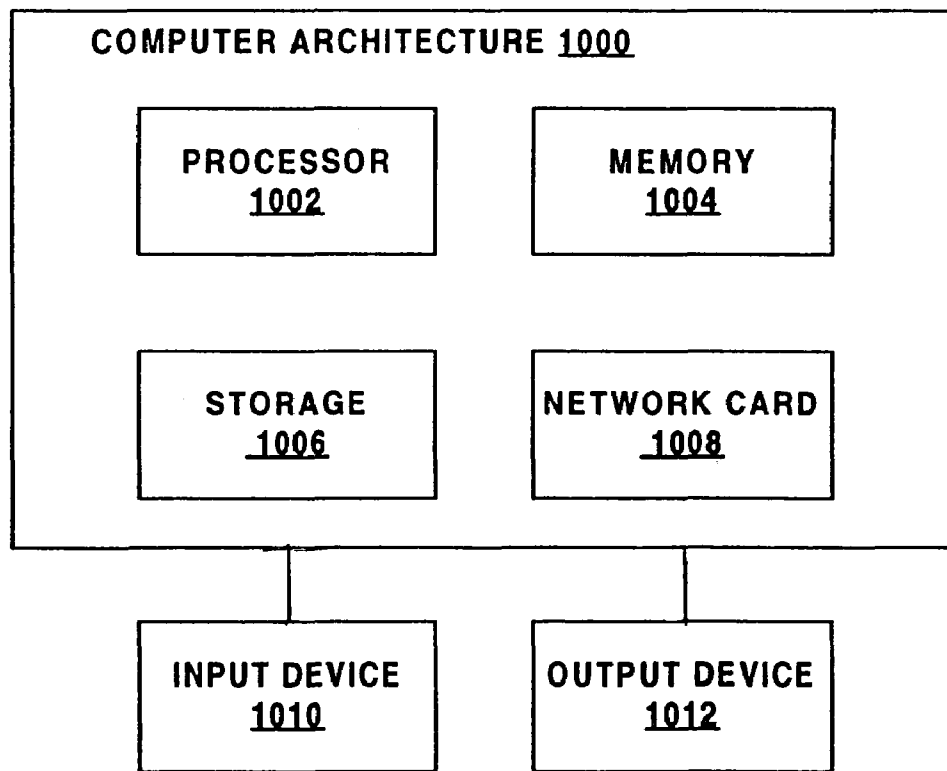 COMPUTER ARCHITECTURE 1000
PROCESSOR
1002
MEMORY
1004
STORAGE
1006
NETWORK CARD
1008
INPUT DEVICE
1010
OUTPUT DEVICE
1012